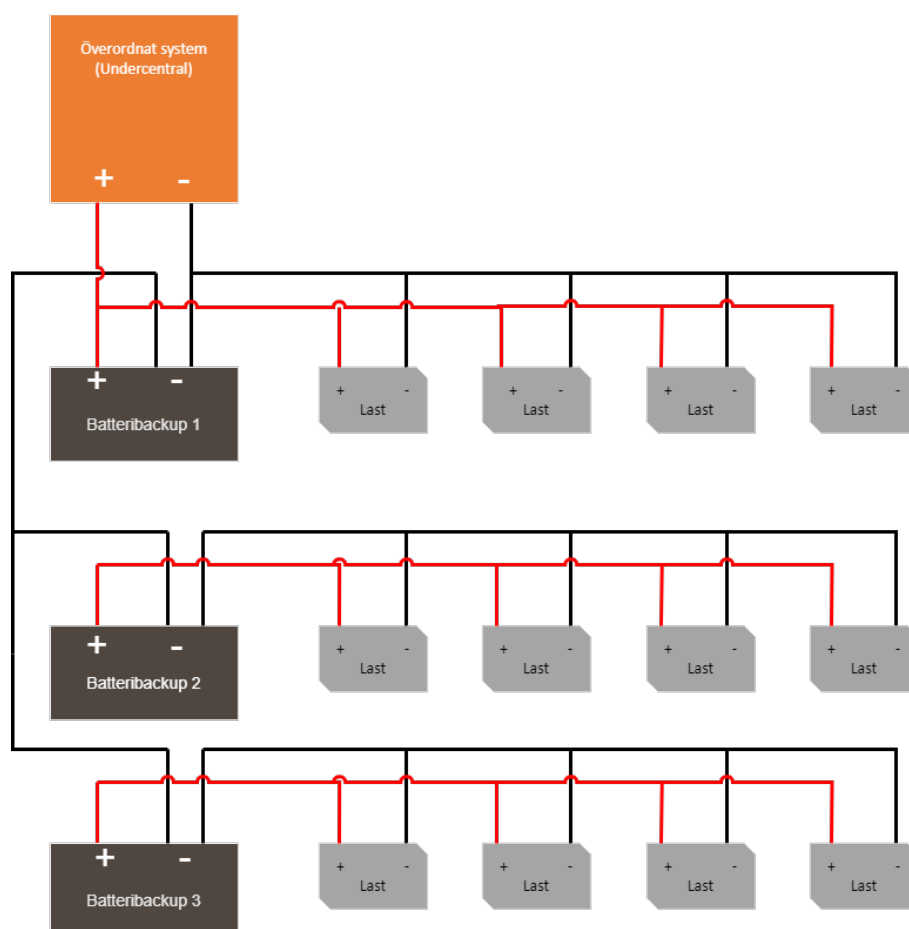 Överordnat system
(Undercentral)
+ -
+ -
Batteribackup 1
+ -
Last
+ -
Last
+ -
Last
+ -
Last
+ -
Batteribackup 2
+ -
Last
+ -
Last
+ -
Last
+ -
Last
+ -
Batteribackup 3
+ -
Last
+ -
Last
+ -
Last
+ -
Last